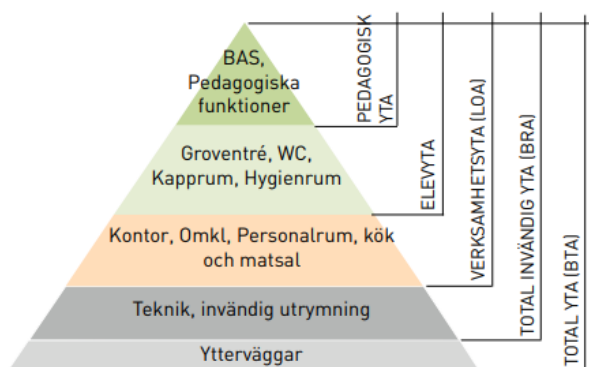 BAS,
Pedagogiska
funktioner
Groventré, WC,
Kapprum, Hygienrum
Kontor, Omkl, Personalrum, kök
och matsal
Teknik, invändig utrymning
Ytterväggar
PEDAGOGISK
YTA
ELEVYTA
VERKSAMHETSYTA (LOA)
TOTAL INVÄNDIG YTA (BRA)
TOTAL YTA (BTA)